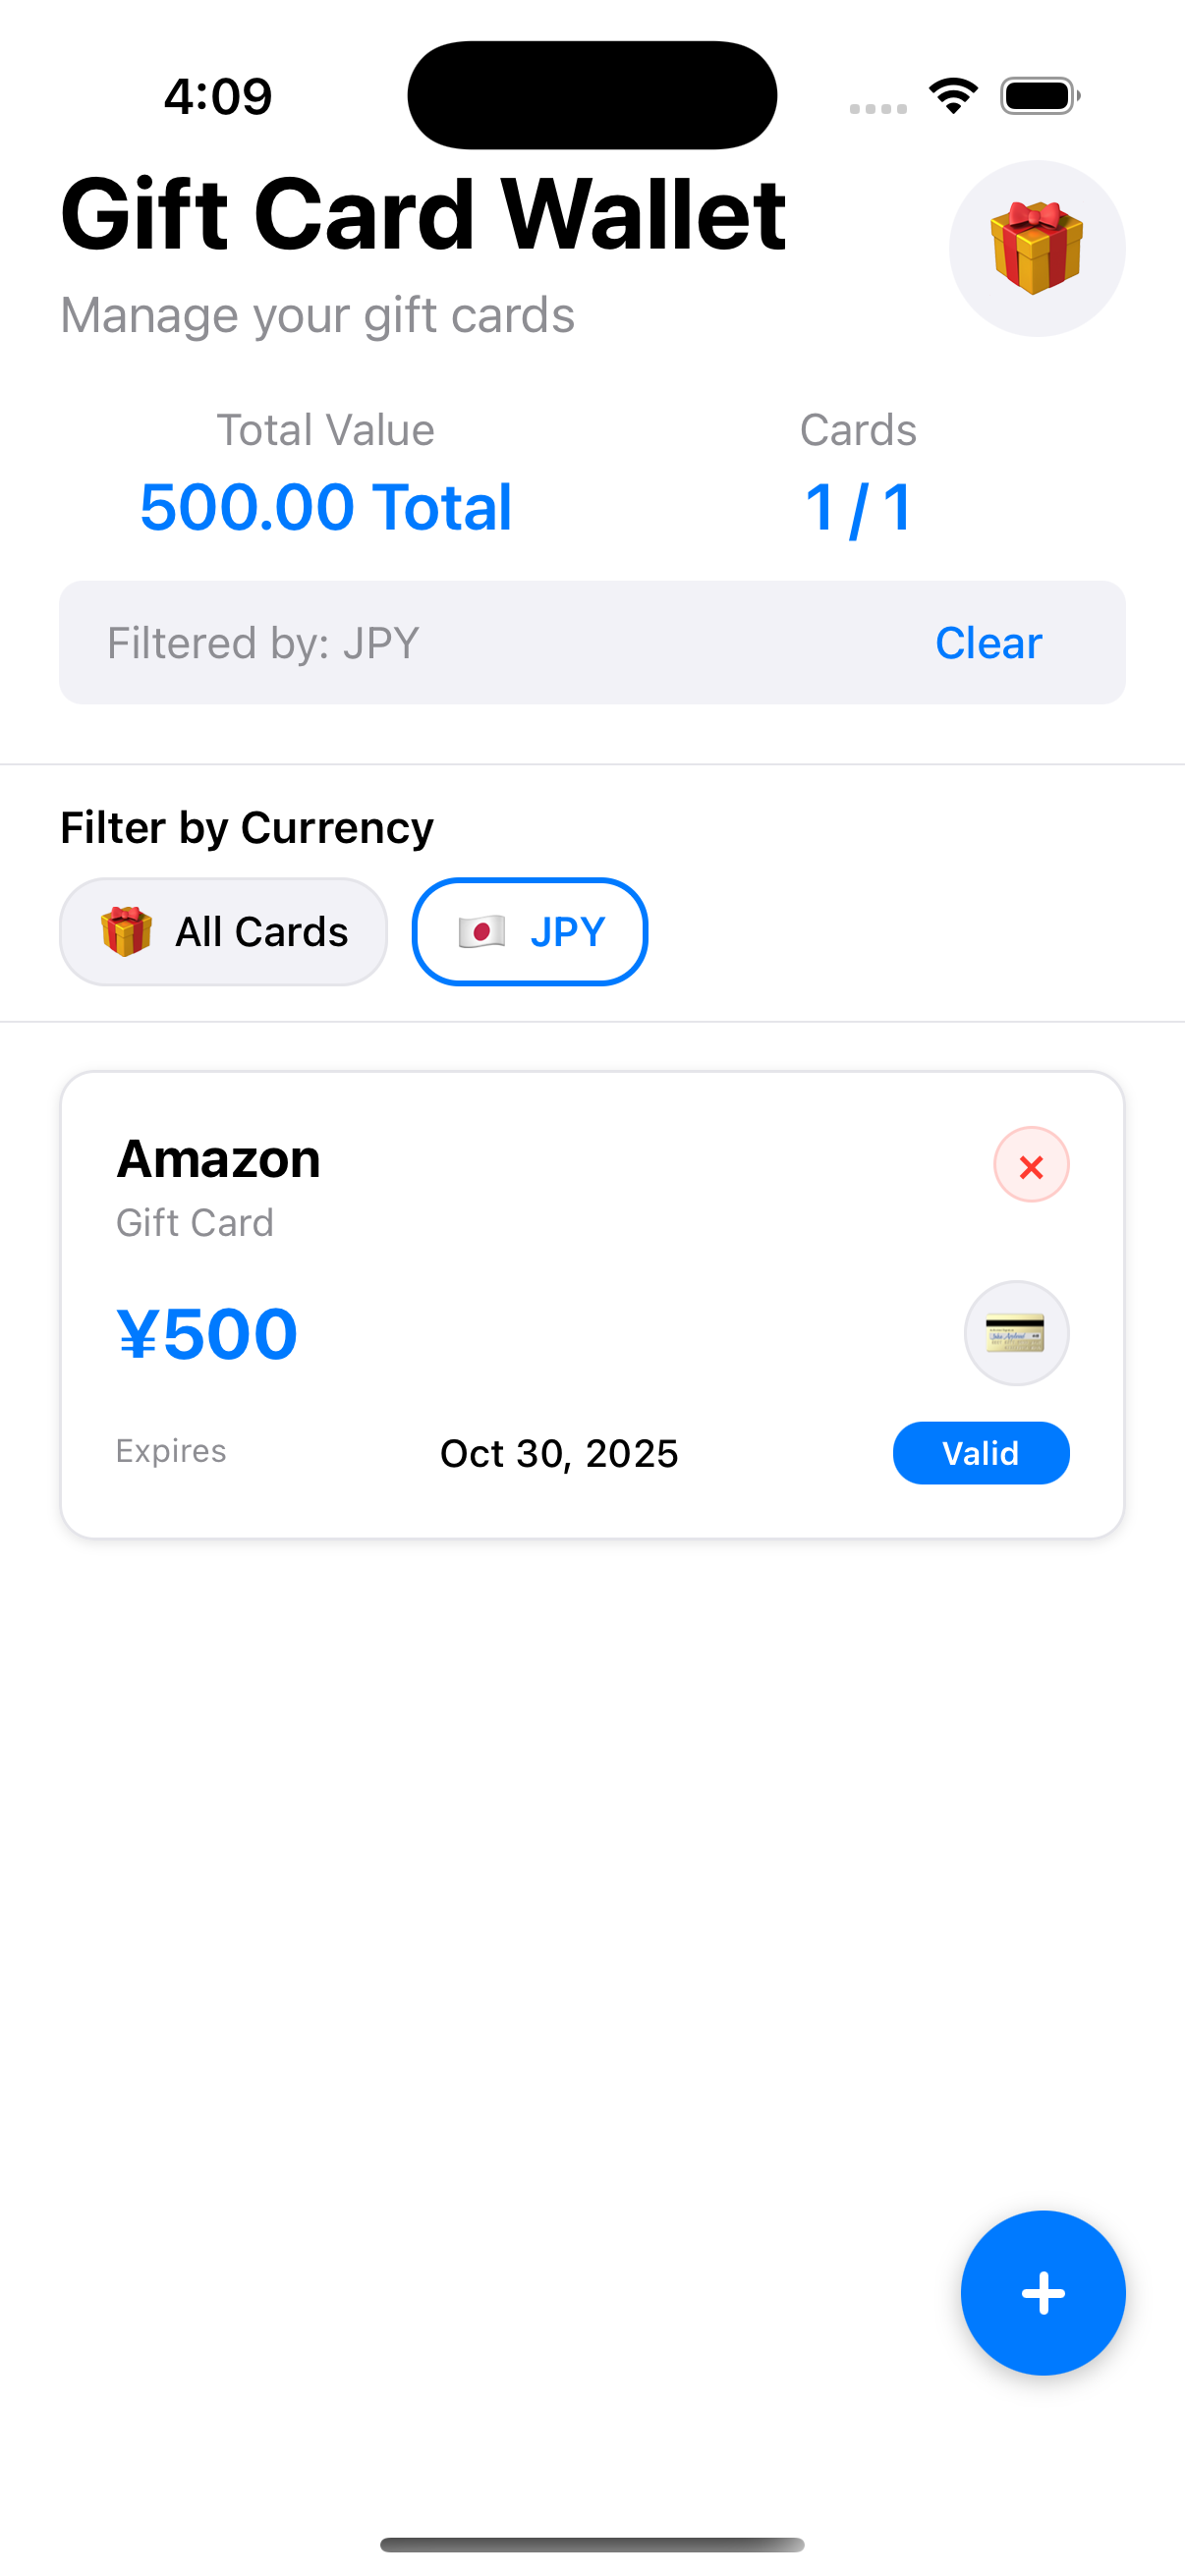 4:09
Gift Card Wallet
Manage your gift cards
Total Value
Cards
500.00 Total
1 / 1
Filtered by: JPY
Clear
Filter by Currency
All Cards
JPY
Amazon
Gift Card
¥500
Expires
Oct 30, 2025
Valid